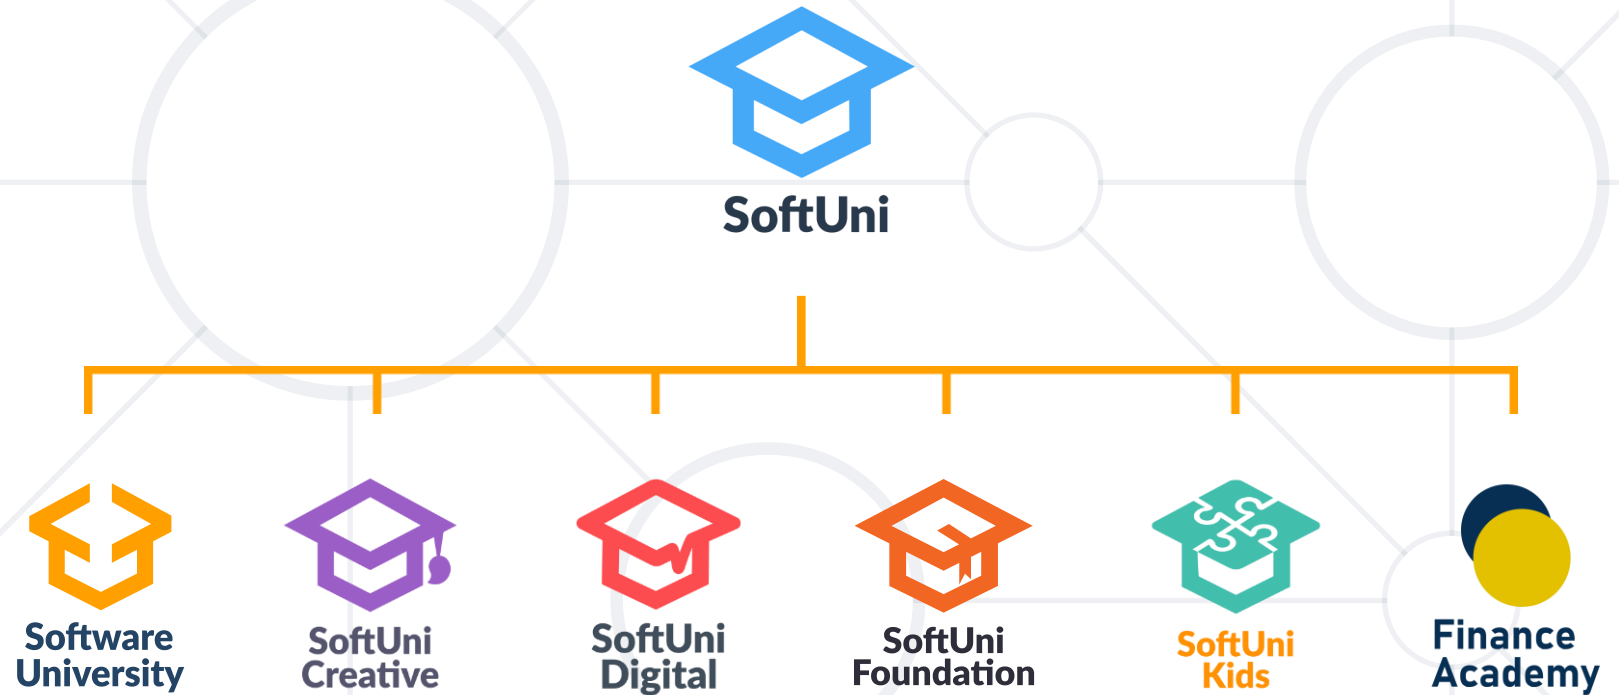 SoftUni
Software
University
SoftUni
Creative
SoftUni
Digital
SoftUni
Foundation
SoftUni
Kids
Finance
Academy